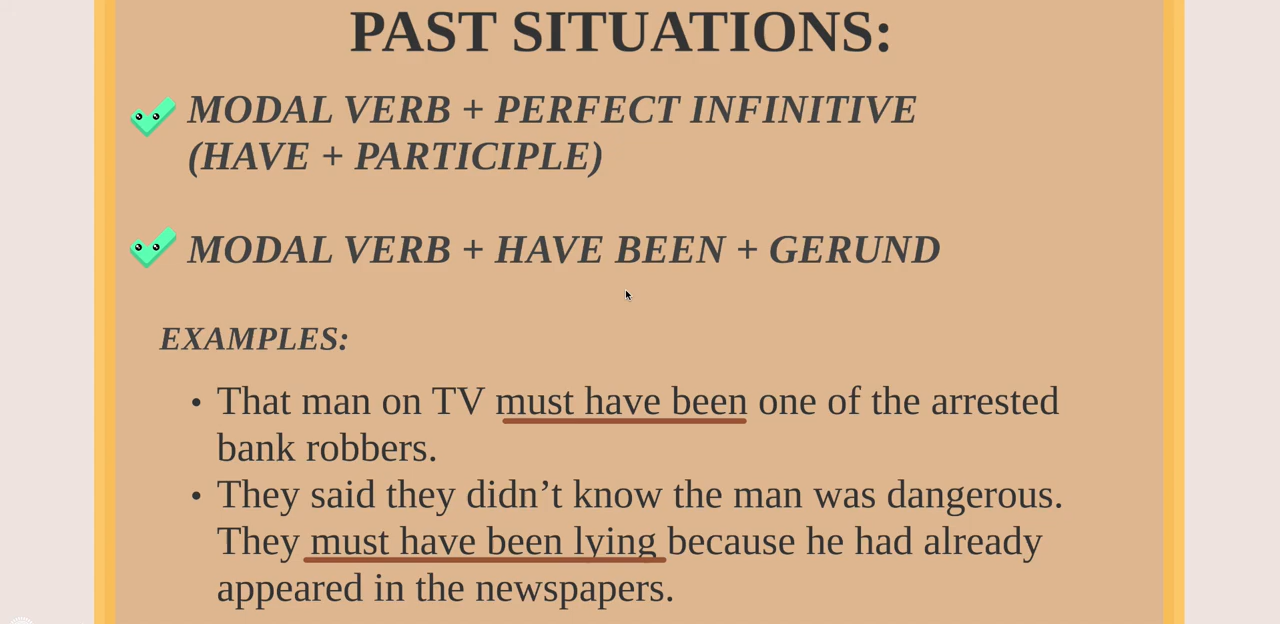 PAST SITUATIONS:
MODAL VERB + PERFECT INFINITIVE
(HAVE + PARTICIPLE)
MODAL VERB + HAVE BEEN + GERUND
EXAMPLES:
• That man on TV must have been one of the arrested
bank robbers.
• They said they didn’t know the man was dangerous.
They must have been lying because he had already
appeared in the newspapers.